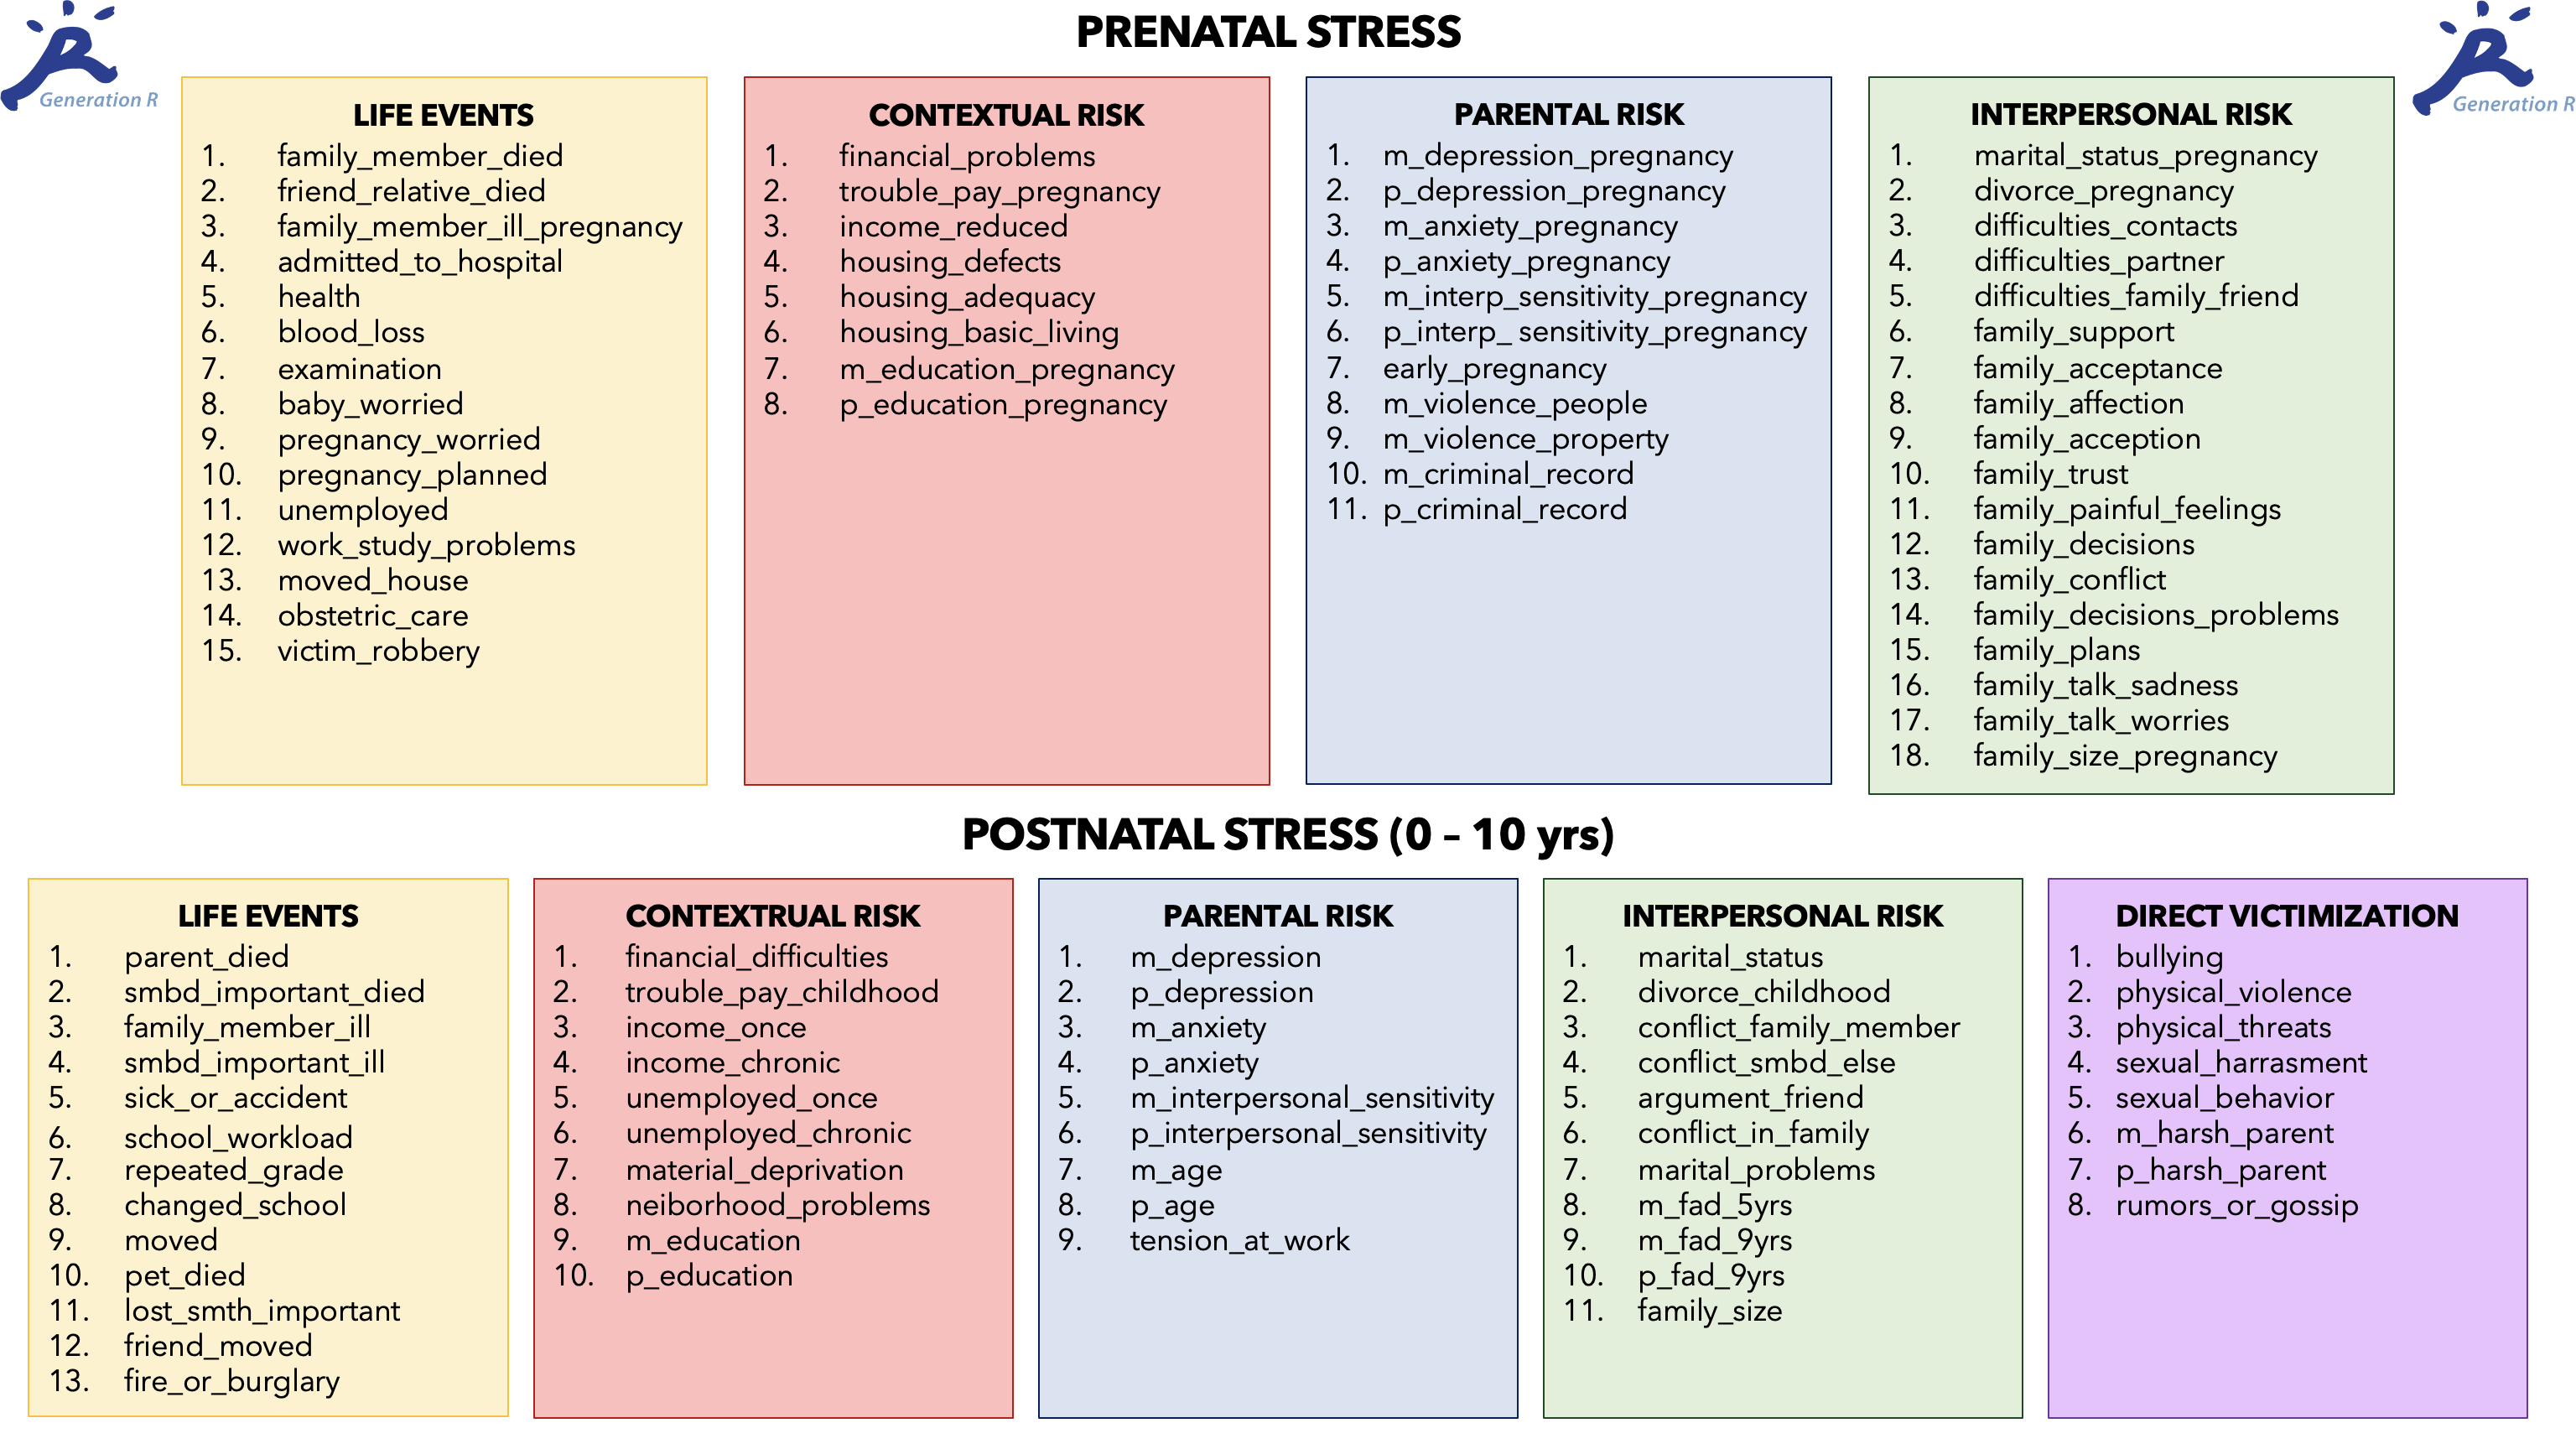 PRENATAL STRESS
Generation R
Generation R
LIFE EVENTS
1. family_member_died
2. friend_relative_died
3. family_member_ill_pregnancy
4. admitted_to_hospital
5. health
6. blood_loss
7. examination
8. baby_worried
9. pregnancy_worried
10. pregnancy_planned
11. unemployed
12. work_study_problems
13. moved_house
14. obstetric_care
15. victim_robbery
CONTEXTUAL RISK
1. financial_problems
2. trouble_pay_pregnancy
3. income_reduced
4. housing_defects
5. housing_adequacy
6. housing_basic_living
7. m_education_pregnancy
8. p_education_pregnancy
PARENTAL RISK
1. m_depression_pregnancy
2. p_depression_pregnancy
3. m_anxiety_pregnancy
4. p_anxiety_pregnancy
5. m_interp_sensitivity_pregnancy
6. p_interp_ sensitivity_pregnancy
7. early_pregnancy
8. m_violence_people
9. m_violence_property
10. m_criminal_record
11. p_criminal_record
INTERPERSONAL RISK
1. marital_status_pregnancy
2. divorce_pregnancy
3. difficulties_contacts
4. difficulties_partner
5. difficulties_family_friend
6. family_support
7. family_acceptance
8. family_affection
9. family_acception
10. family_trust
11. family_painful_feelings
12. family_decisions
13. family_conflict
14. family_decisions_problems
15. family_plans
16. family_talk_sadness
17. family_talk_worries
18. family_size_pregnancy
POSTNATAL STRESS (0 – 10 yrs)
LIFE EVENTS
1. parent_died
2. smbd_important_died
3. family_member_ill
4. smbd_important_ill
5. sick_or_accident
6. school_workload
7. repeated_grade
8. changed_school
9. moved
10. pet_died
11. lost_smth_important
12. friend_moved
13. fire_or_burglary
CONTEXTRUAL RISK
1. financial_difficulties
2. trouble_pay_childhood
3. income_once
4. income_chronic
5. unemployed_once
6. unemployed_chronic
7. material_deprivation
8. neiborhood_problems
9. m_education
10. p_education
PARENTAL RISK
1. m_depression
2. p_depression
3. m_anxiety
4. p_anxiety
5. m_interpersonal_sensitivity
6. p_interpersonal_sensitivity
7. m_age
8. p_age
9. tension_at_work
INTERPERSONAL RISK
1. marital_status
2. divorce_childhood
3. conflict_family_member
4. conflict_smbd_else
5. argument_friend
6. conflict_in_family
7. marital_problems
8. m_fad_5yrs
9. m_fad_9yrs
10. p_fad_9yrs
11. family_size
DIRECT VICTIMIZATION
1. bullying
2. physical_violence
3. physical_threats
4. sexual_harrasment
5. sexual_behavior
6. m_harsh_parent
7. p_harsh_parent
8. rumors_or_gossip